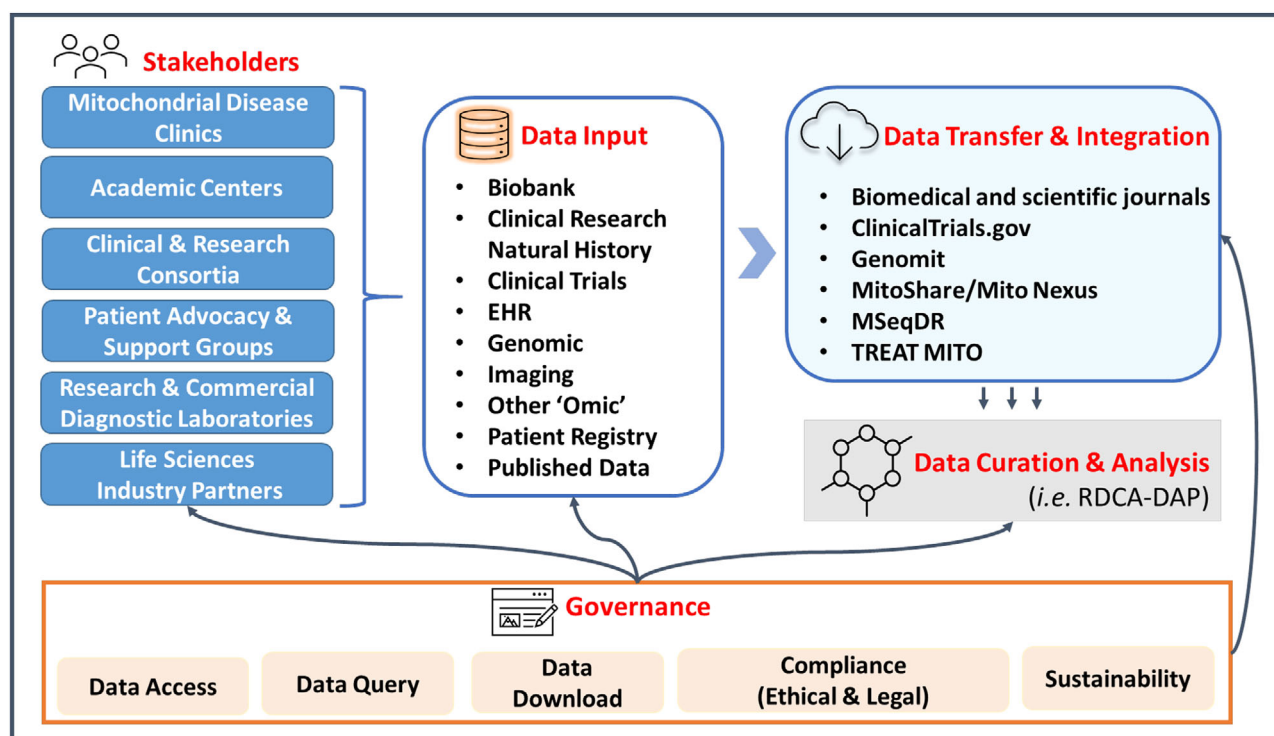 Stakeholders
Mitochondrial Disease
Clinics
Academic Centers
Clinical & Research
Consortia
Patient Advocacy &
Support Groups
Research & Commercial
Diagnostic Laboratories
Life Sciences
Industry Partners
Data Input
• Biobank
• Clinical Research
Natural History
• Clinical Trials
• EHR
• Genomic
• Imaging
• Other ‘Omic’
• Patient Registry
• Published Data
Data Transfer & Integration
• Biomedical and scientific journals
• ClinicalTrials.gov
• Genomit
• MitoShare/Mito Nexus
• MSeqDR
• TREAT MITO
Data Curation & Analysis
(i.e. RDCA-DAP)
Governance
Data Access
Data Query
Data
Download
Compliance
(Ethical & Legal)
Sustainability